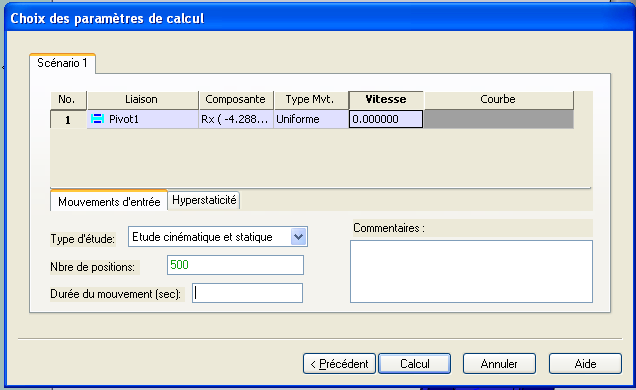 Choix des paramètres de calcul
Scénario 1
No. Liaison Composante Type Mvt. Vitesse Courbe
1 Pivot1 Rx ( -4.288... Uniforme 0.000000
Mouvements d'entrée Hyperstaticité
Type d'étude: Etude cinématique et statique
Commentaires :
Nbre de positions: 500
Durée du mouvement (sec):
< Précédent Calcul Annuler Aide